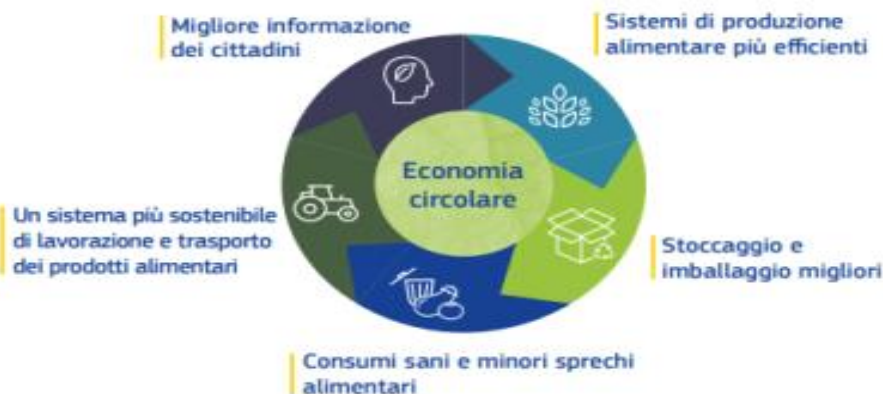 Migliore informazione
dei cittadini
Sistemi di produzione
alimentare più efficienti
Economia
circolare
Un sistema più sostenibile
di lavorazione e trasporto
dei prodotti alimentari
Stoccaggio e
imballaggio migliori
Consumi sani e minori sprechi
alimentari